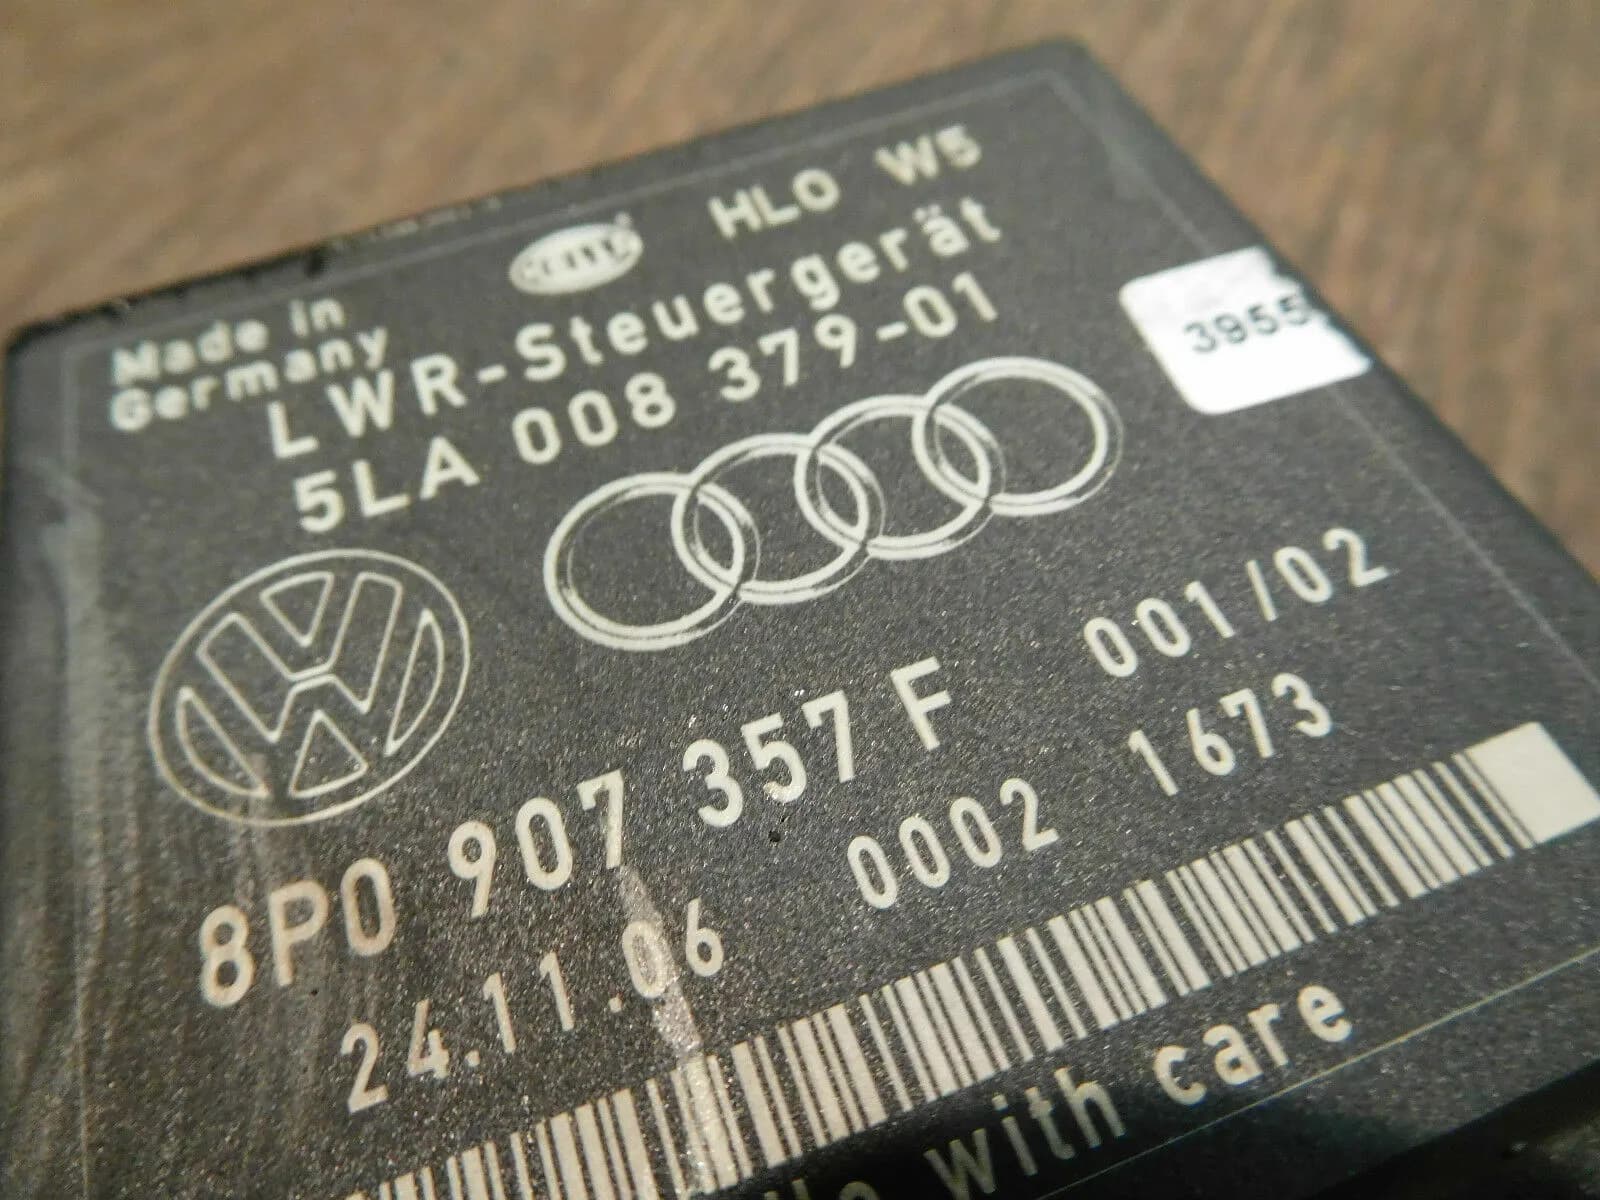 HELLA HLO W5
Made in
Germany
LWR-Steuergerät
5LA 008 379-01
3955
8P0 907 357 F 001/02
24.11.06 0002 1673
with care